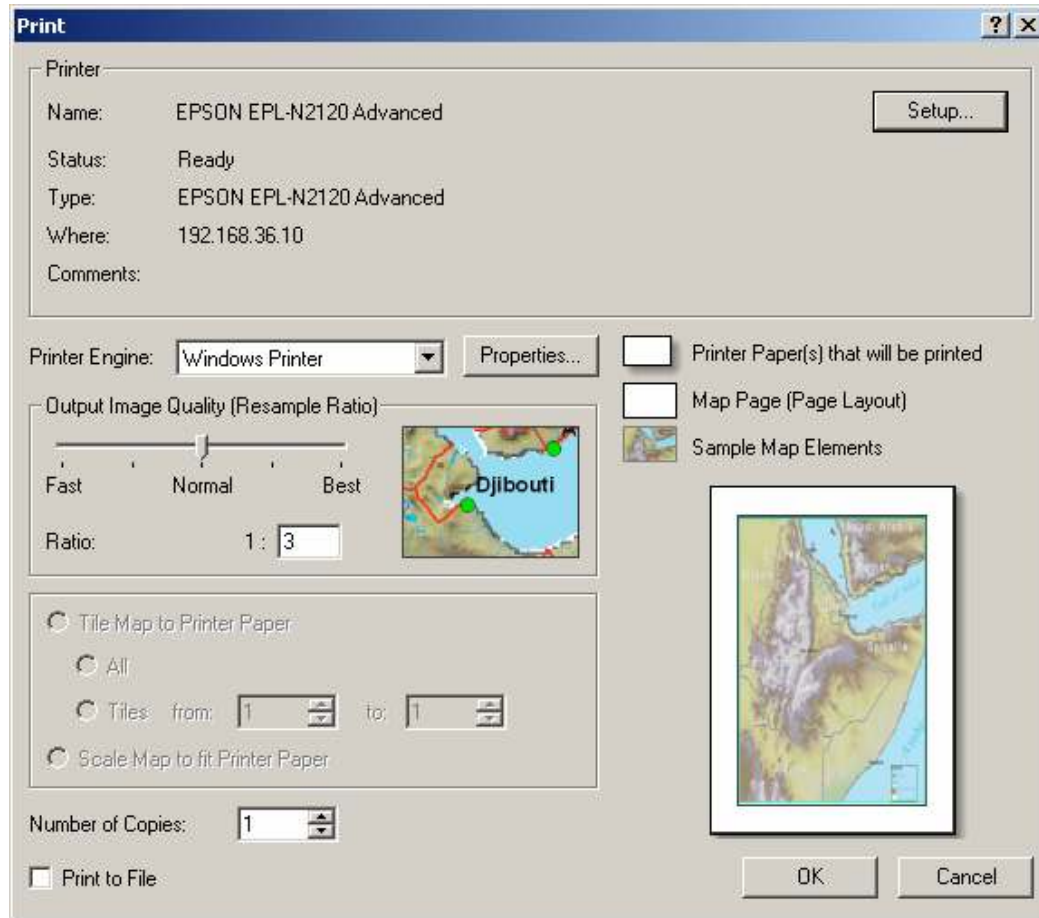 Print
Printer
Name: EPSON EPL-N2120 Advanced
Setup...
Status: Ready
Type: EPSON EPL-N2120 Advanced
Where: 192.168.36.10
Comments:
Printer Engine: Windows Printer
Properties...
Printer Paper(s) that will be printed
Map Page (Page Layout)
Sample Map Elements
Output Image Quality (Resample Ratio)
Fast Normal Best
Ratio: 1 : 3
Djibouti
Tile Map to Printer Paper
All
Tiles from: 1 to: 1
Scale Map to fit Printer Paper
Number of Copies: 1
Print to File
OK
Cancel